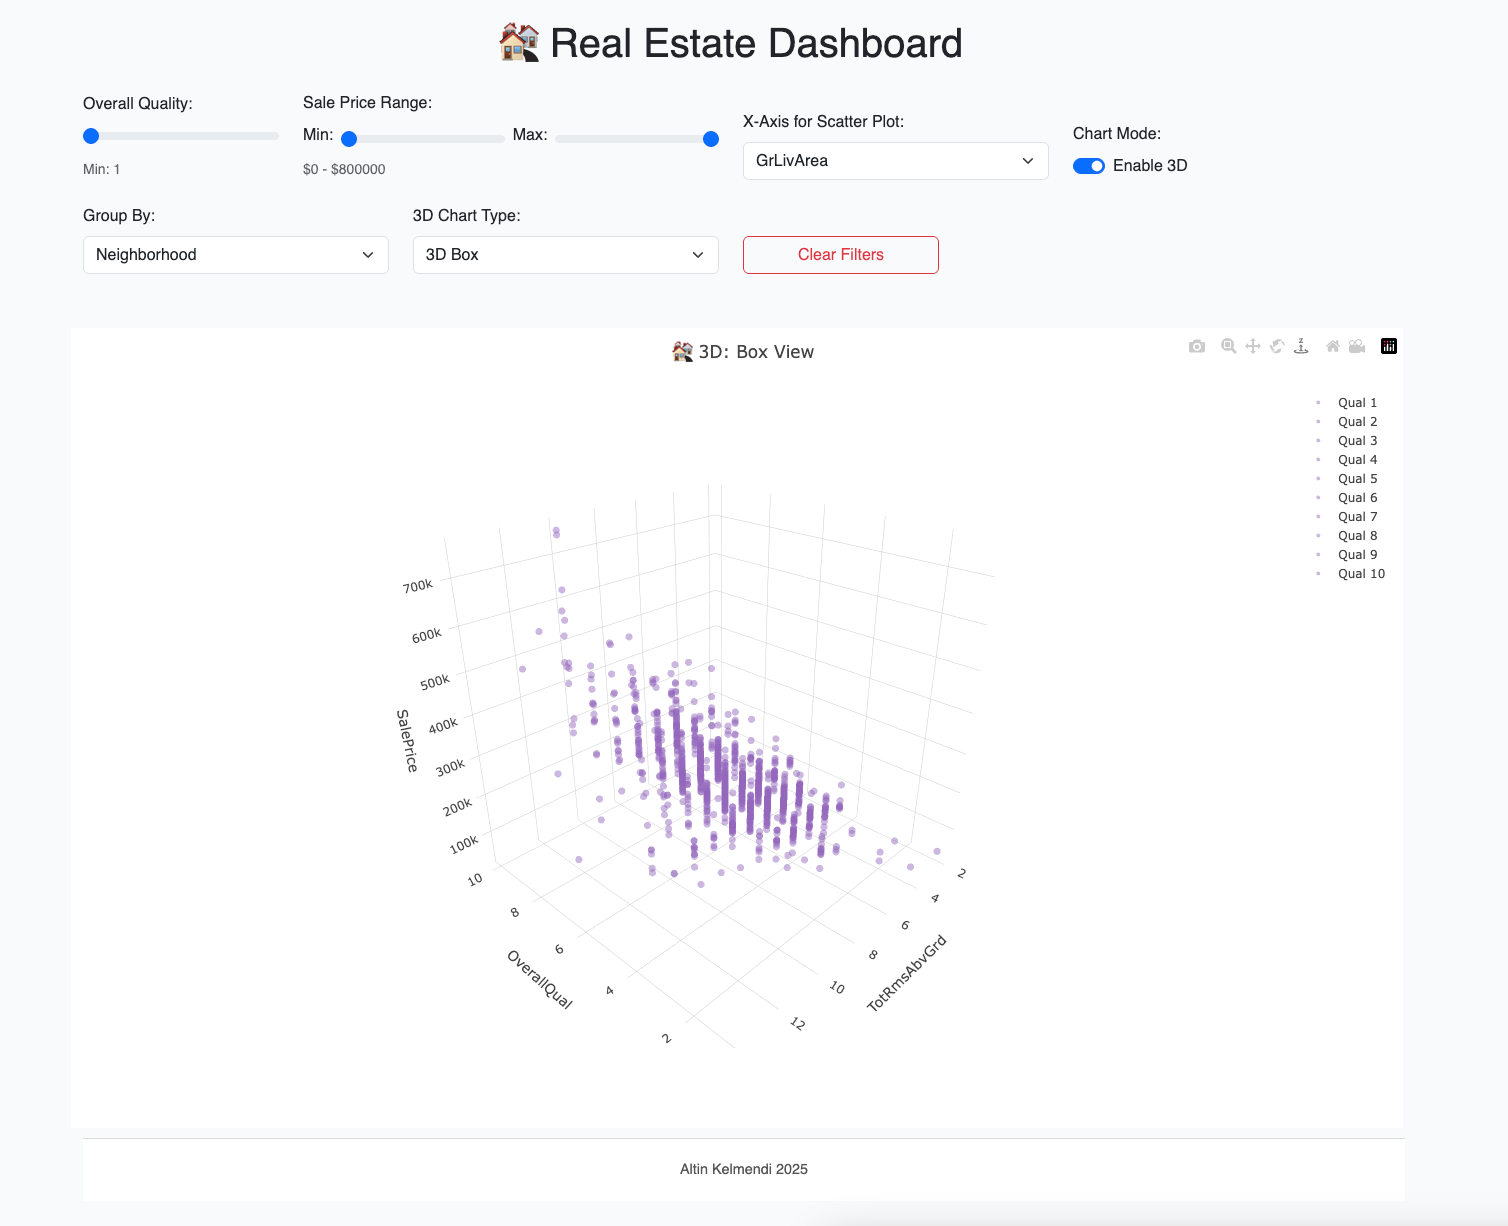 Real Estate Dashboard
Overall Quality:
Min: 1
Sale Price Range:
Min:
Max:
$0 - $800000
X-Axis for Scatter Plot:
GrLivArea
Chart Mode:
Enable 3D
Group By:
Neighborhood
3D Chart Type:
3D Box
Clear Filters
3D: Box View
Qual 1
Qual 2
Qual 3
Qual 4
Qual 5
Qual 6
Qual 7
Qual 8
Qual 9
Qual 10
SalePrice
700k
600k
500k
400k
300k
200k
100k
OverallQual
10
8
6
4
2
TotRmsAbvGrd
2
4
6
8
10
12
Altin Kelmendi 2025